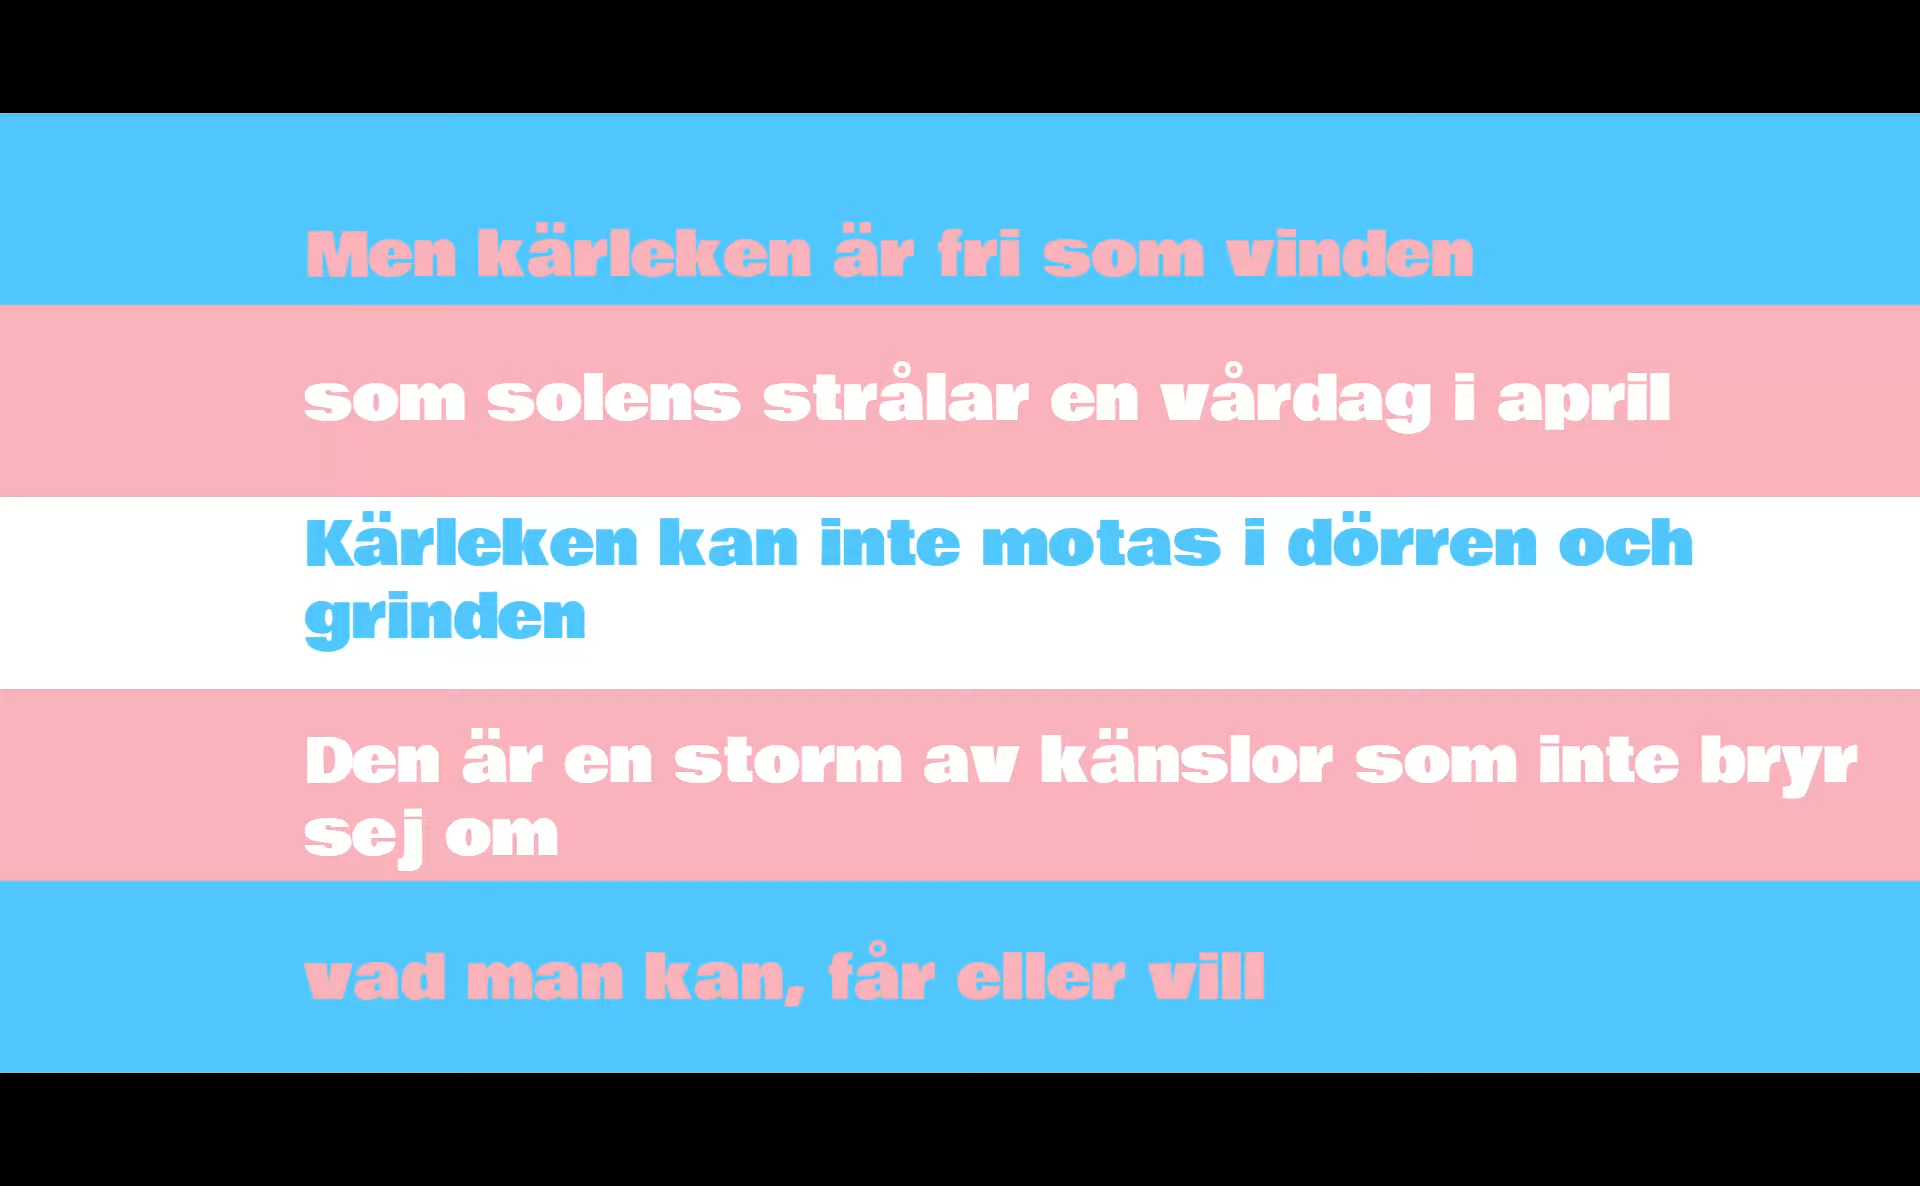 Men kärleken är fri som vinden
som solens strålar en vårdag i april
Kärleken kan inte motas i dörren och
grinden
Den är en storm av känslor som inte bryr
sej om
vad man kan, får eller vill